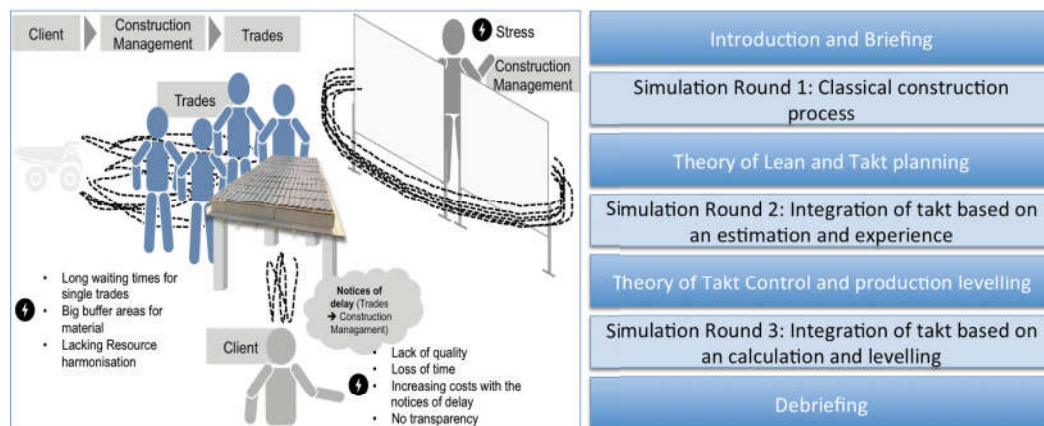 Client
Construction
Management
Trades
Stress
Construction
Management
Trades
• Long waiting times for
single trades
• Big buffer areas for
material
• Lacking Resource
harmonisation
Notices of
delay (Trades
➔ Construction
Management)
Client
• Lack of quality
• Loss of time
• Increasing costs with the
notices of delay
• No transparency
Introduction and Briefing
Simulation Round 1: Classical construction
process
Theory of Lean and Takt planning
Simulation Round 2: Integration of takt based on
an estimation and experience
Theory of Takt Control and production levelling
Simulation Round 3: Integration of takt based on
an calculation and levelling
Debriefing